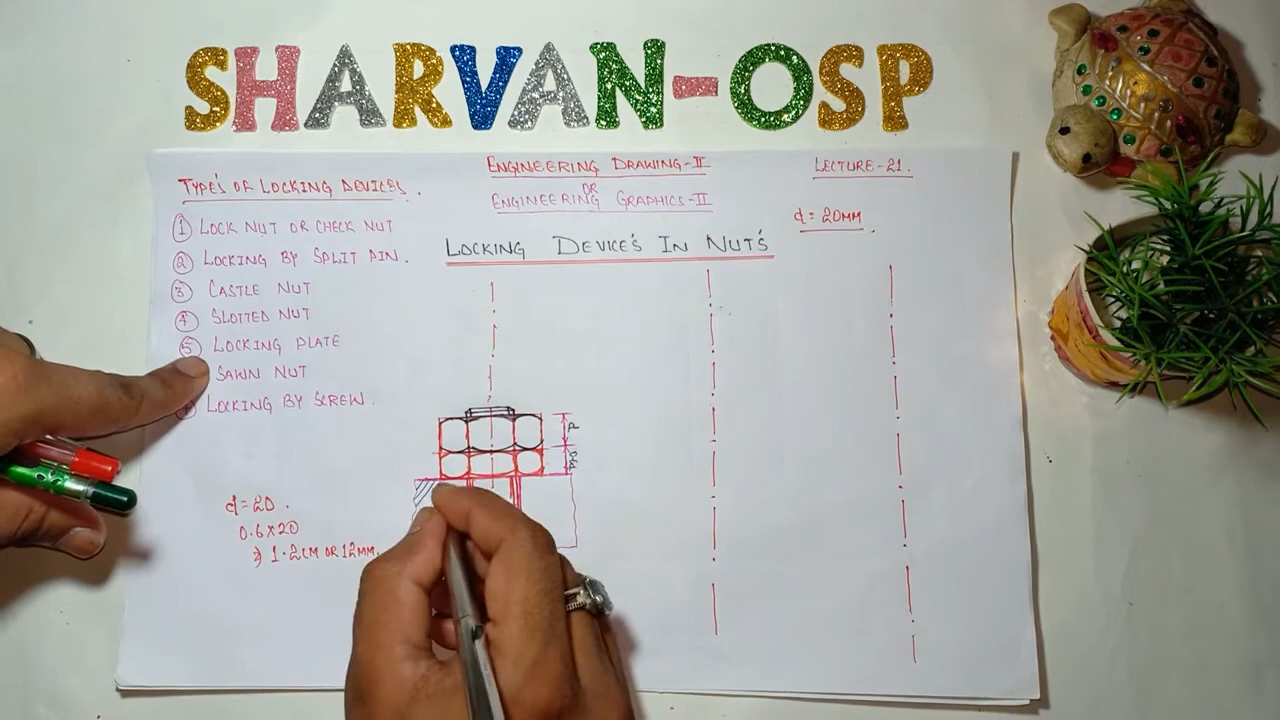 SHARVAN-OSP
ENGINEERING DRAWING-II
OR
ENGINEERING GRAPHICS-II
LECTURE-21.
TYPE'S OF LOCKING DEVICES.
① LOCK NUT OR CHECK NUT
② LOCKING BY SPLIT PIN.
③ CASTLE NUT
④ SLOTTED NUT
⑤ LOCKING PLATE
SAWN NUT
LOCKING BY SCREW.
LOCKING DEVICE'S IN NUT'S
d = 20MM.
d
d = 20.
0.6×20
⇒ 1.2CM OR 12MM.